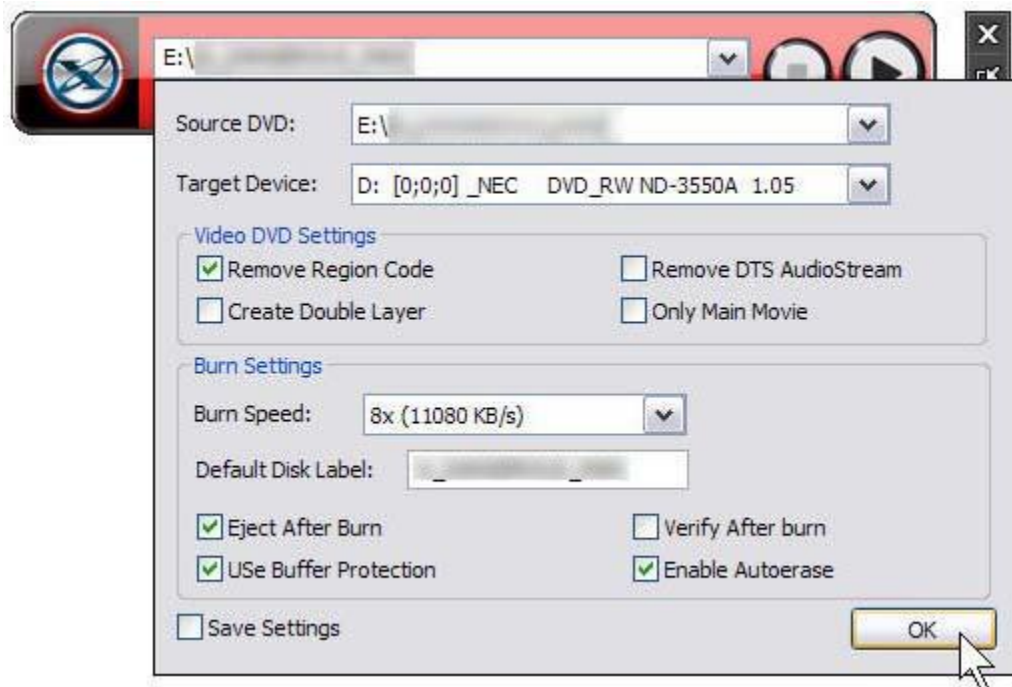 E:\
Source DVD: E:\
Target Device: D: [0;0;0] _NEC DVD_RW ND-3550A 1.05
Video DVD Settings
Remove Region Code Remove DTS AudioStream
Create Double Layer Only Main Movie
Burn Settings
Burn Speed: 8x (11080 KB/s)
Default Disk Label:
Eject After Burn Verify After burn
USe Buffer Protection Enable Autoerase
Save Settings OK